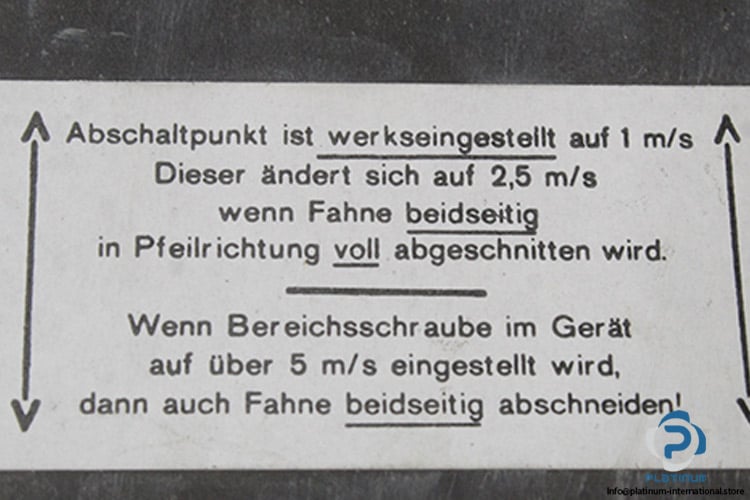 Abschaltpunkt ist werkseingestellt auf 1 m/s
Dieser ändert sich auf 2,5 m/s
wenn Fahne beidseitig
in Pfeilrichtung voll abgeschnitten wird.
Wenn Bereichsschraube im Gerät
auf über 5 m/s eingestellt wird,
dann auch Fahne beidseitig abschneiden!
PLATINUM
Info@platinum-international.store